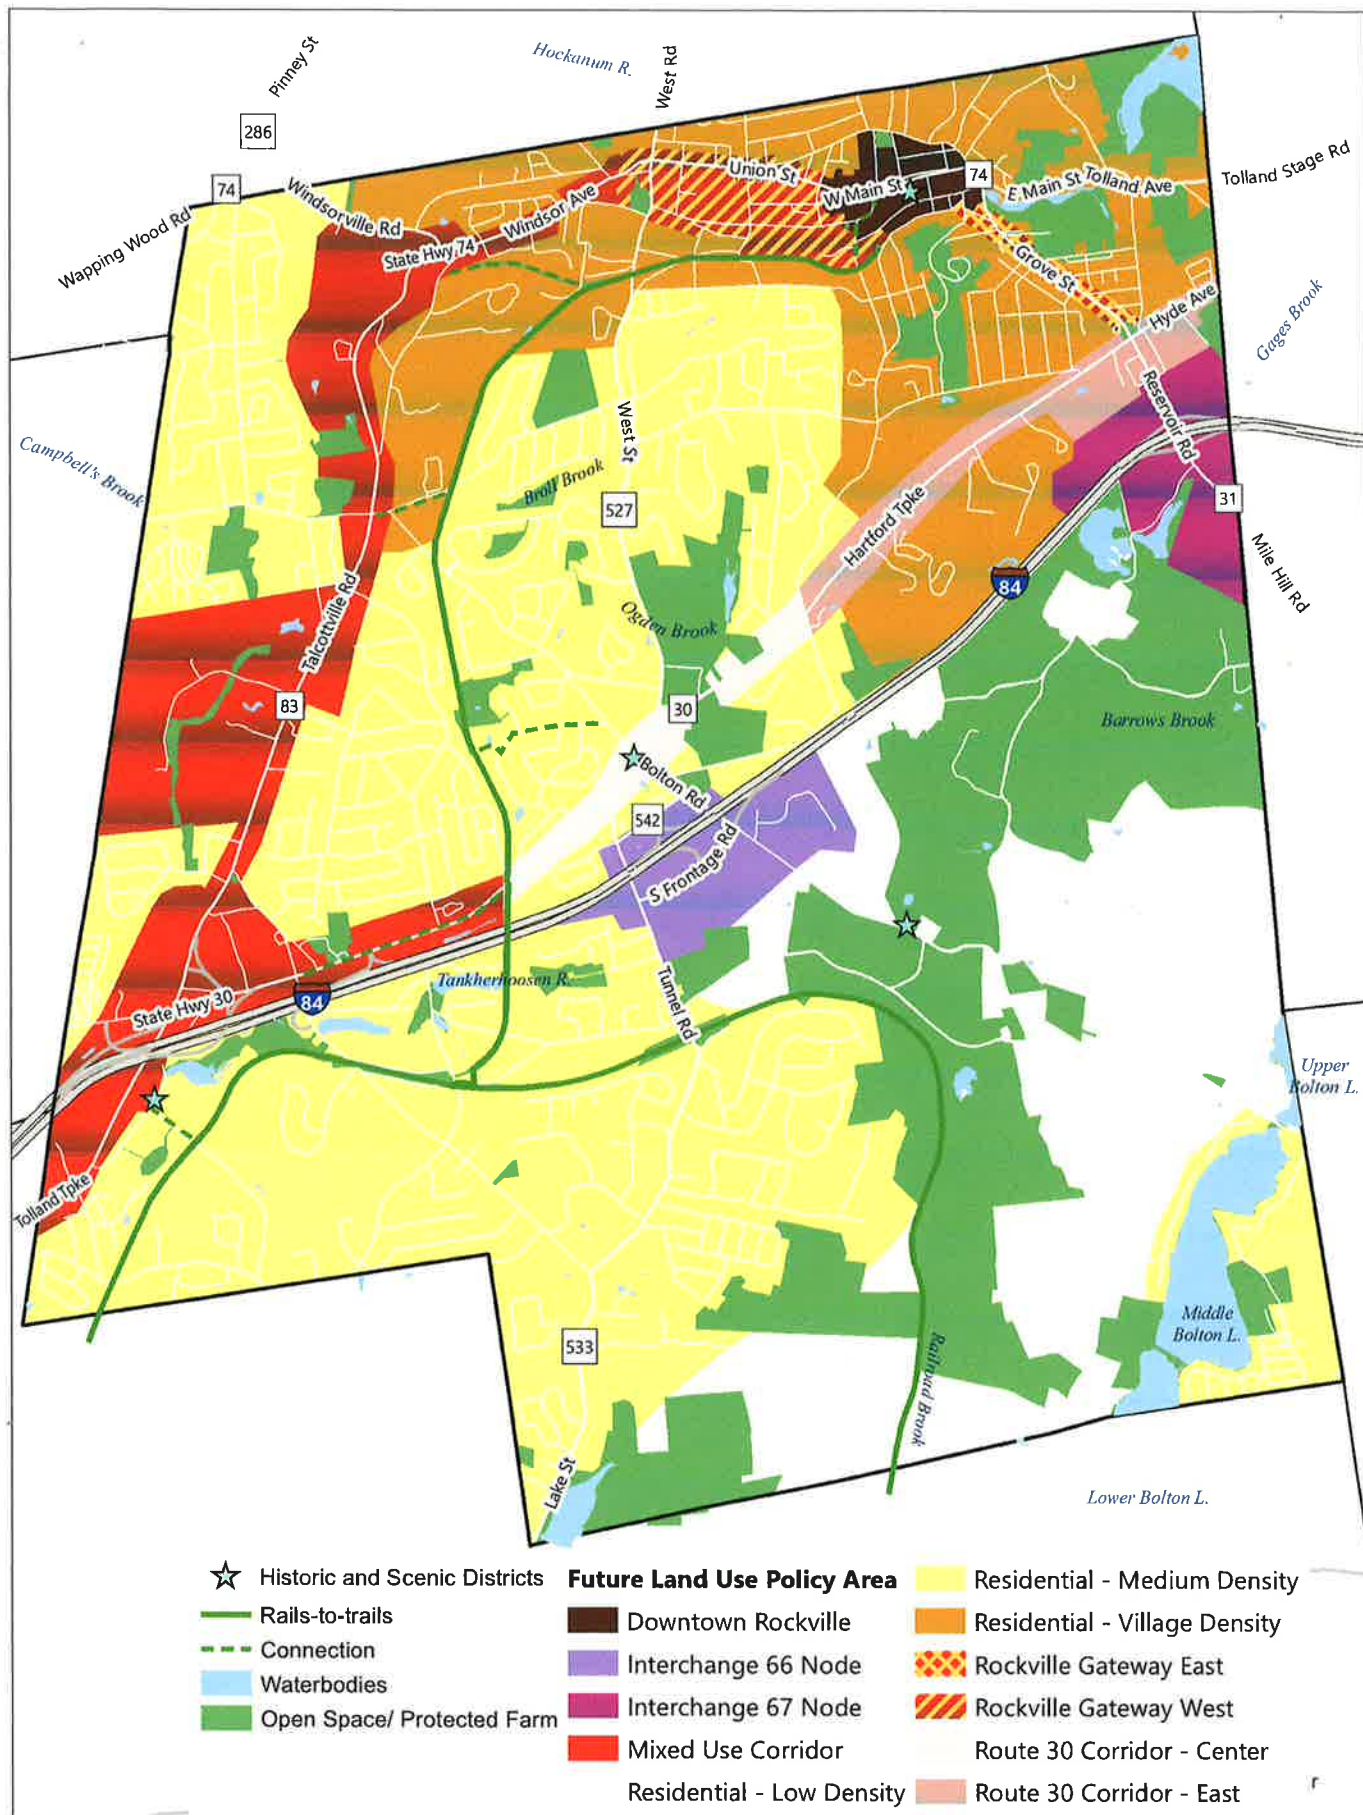 Pinney St
Hockanum R.
West Rd
286
74
Windsorville Rd
Wapping Wood Rd
State Hwy 74
Windsor Ave
Union St
W Main St
74
E Main St
Tolland Ave
Tolland Stage Rd
Grove St
Hyde Ave
Gages Brook
Reservoir Rd
Campbell's Brook
West St
Broll Brook
527
Hartford Tpke
31
Mile Hill Rd
84
Talcottville Rd
Ogden Brook
83
30
Barrows Brook
Bolton Rd
542
S Frontage Rd
Tankherhoosen R.
Tunnel Rd
State Hwy 30
84
Upper
Bolton L.
Tolland Tpke
Middle
Bolton L.
533
Railroad Brook
Lake St
Lower Bolton L.
Historic and Scenic Districts
Rails-to-trails
Connection
Waterbodies
Open Space/ Protected Farm
Future Land Use Policy Area
Downtown Rockville
Interchange 66 Node
Interchange 67 Node
Mixed Use Corridor
Residential - Low Density
Residential - Medium Density
Residential - Village Density
Rockville Gateway East
Rockville Gateway West
Route 30 Corridor - Center
Route 30 Corridor - East